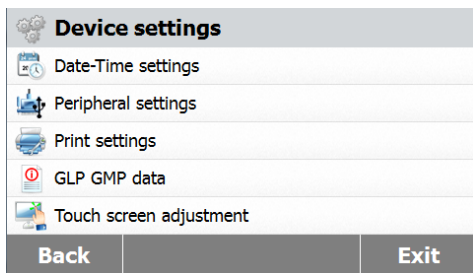 Device settings
Date-Time settings
Peripheral settings
Print settings
GLP GMP data
Touch screen adjustment
Back Exit